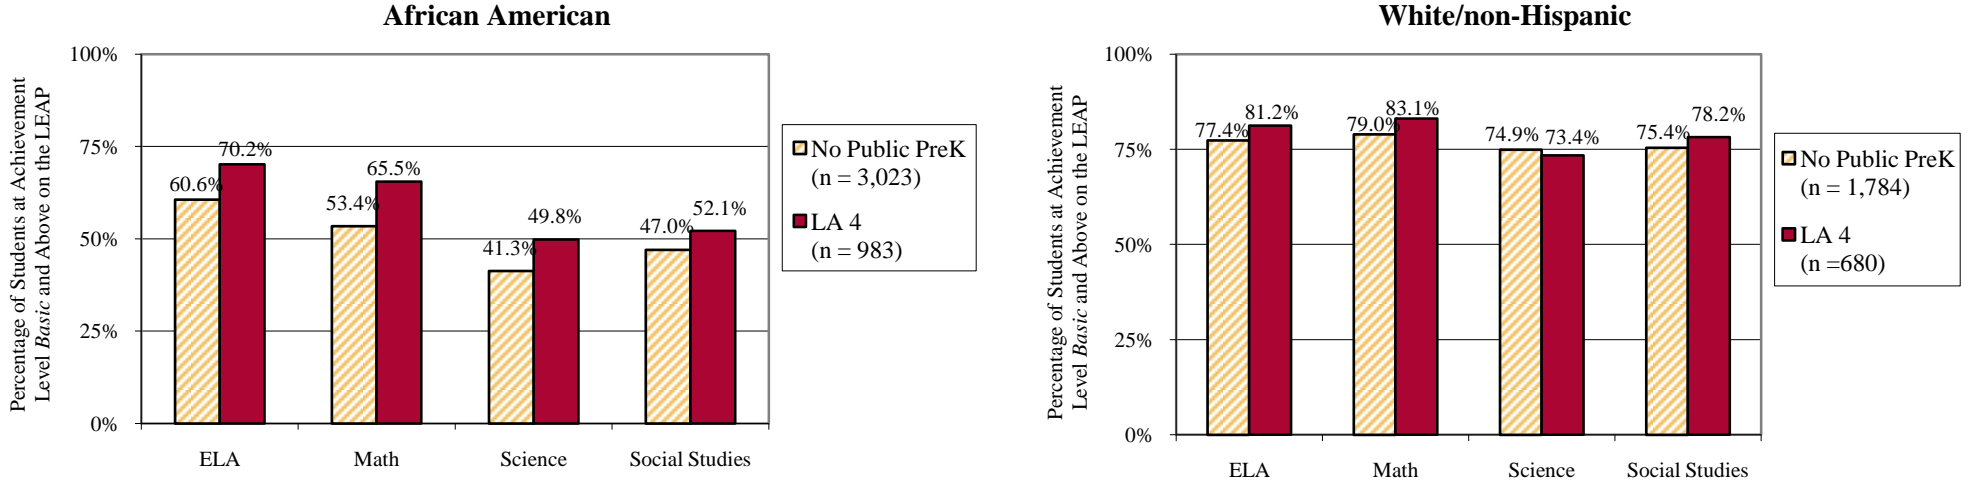 African American
Percentage of Students at Achievement
Level Basic and Above on the LEAP
100%
75%
50%
25%
0%
60.6%
70.2%
53.4%
65.5%
41.3%
49.8%
47.0%
52.1%
ELA
Math
Science
Social Studies
No Public PreK
(n = 3,023)
LA 4
(n = 983)
White/non-Hispanic
Percentage of Students at Achievement
Level Basic and Above on the LEAP
100%
75%
50%
25%
0%
77.4%
81.2%
79.0%
83.1%
74.9%
73.4%
75.4%
78.2%
ELA
Math
Science
Social Studies
No Public PreK
(n = 1,784)
LA 4
(n =680)